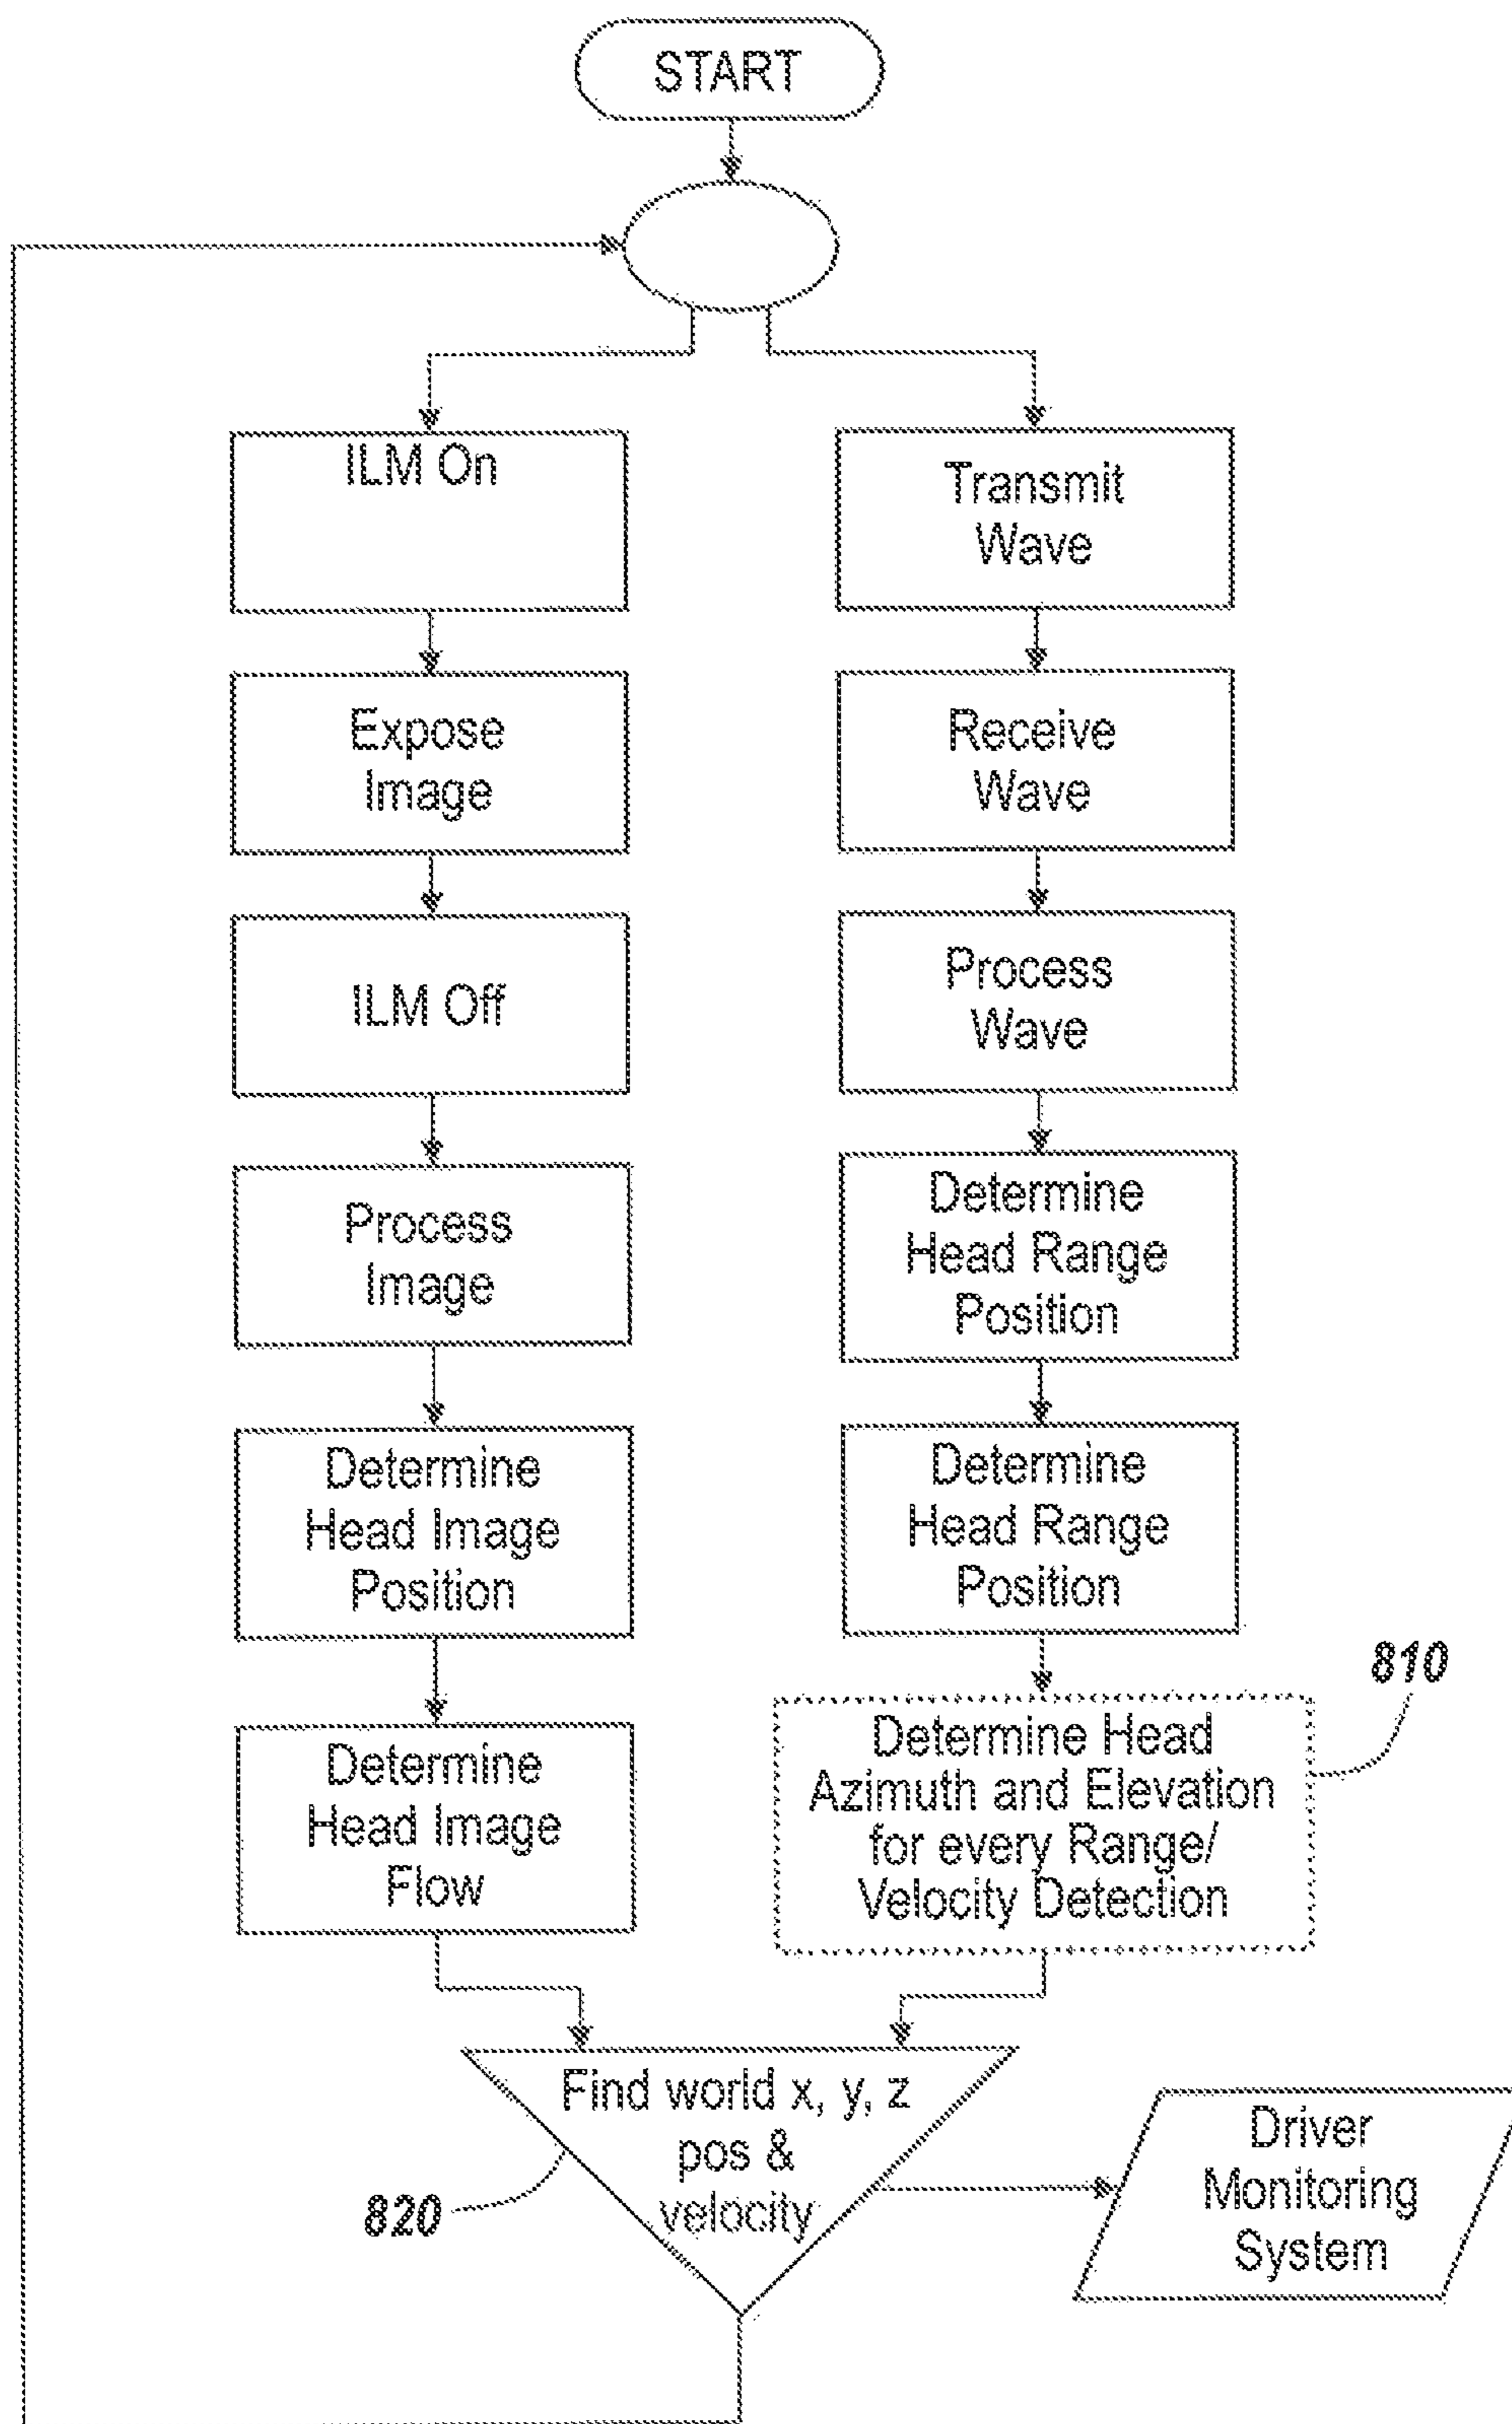 START
ILM On
Expose
Image
ILM Off
Process
Image
Determine
Head Image
Position
Determine
Head Image
Flow
Transmit
Wave
Receive
Wave
Process
Wave
Determine
Head Range
Position
Determine
Head Range
Position
810
Determine Head
Azimuth and Elevation
for every Range/
Velocity Detection
Find world x, y, z
pos &
velocity
820
Driver
Monitoring
System